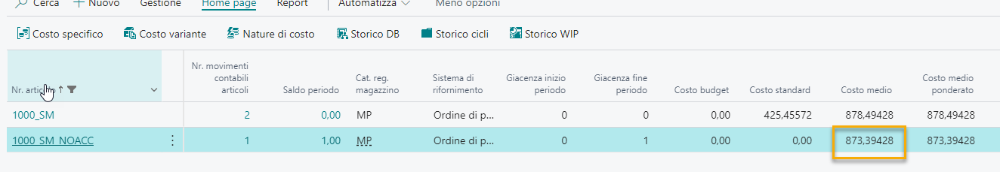 Cerca Nuovo Gestione Home page Report Automatizza Meno opzioni
Costo specifico Costo variante Nature di costo Storico DB Storico cicli Storico WIP
Nr. articolo Nr. movimenti contabili articoli Saldo periodo Cat. reg. magazzino Sistema di rifornimento Giacenza inizio periodo Giacenza fine periodo Costo budget Costo standard Costo medio Costo medio ponderato
1000_SM 2 0,00 MP Ordine di p... 0 0 0,00 425,45572 878,49428 878,49428
1000_SM_NOACC 1 1,00 MP Ordine di p... 0 1 0,00 0,00 873,39428 873,39428